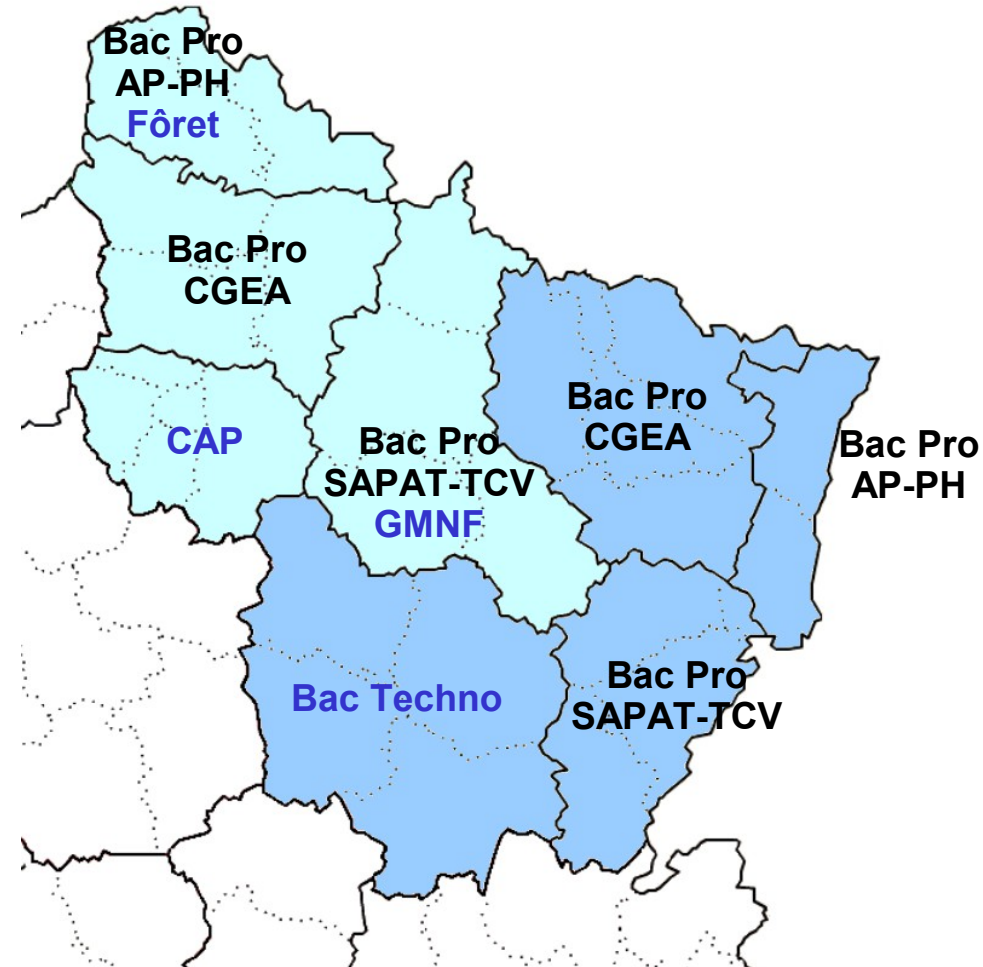 Bac Pro
AP-PH
Fôret
Bac Pro
CGEA
CAP
Bac Pro
SAPAT-TCV
GMNF
Bac Pro
CGEA
Bac Pro
AP-PH
Bac Techno
Bac Pro
SAPAT-TCV